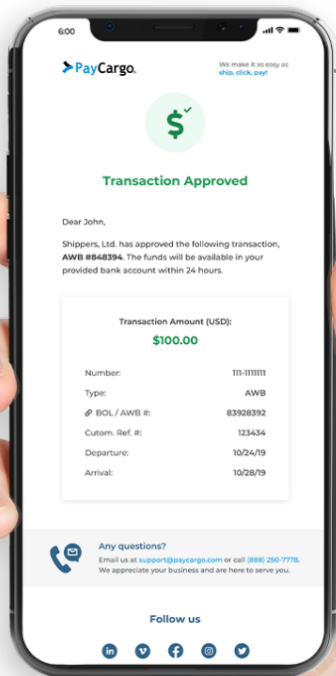 6:00
PayCargo.
We make it as easy as
ship, click, pay!
$
Transaction Approved
Dear John,
Shippers, Ltd. has approved the following transaction,
AWB #848394. The funds will be available in your
provided bank account within 24 hours.
Transaction Amount (USD):
$100.00
Number: 111-1111111
Type: AWB
BOL / AWB #: 83928392
Cutom. Ref. #: 123434
Departure: 10/24/19
Arrival: 10/28/19
Any questions?
Email us at support@paycargo.com or call (888) 250-7778.
We appreciate your business and are here to serve you.
Follow us